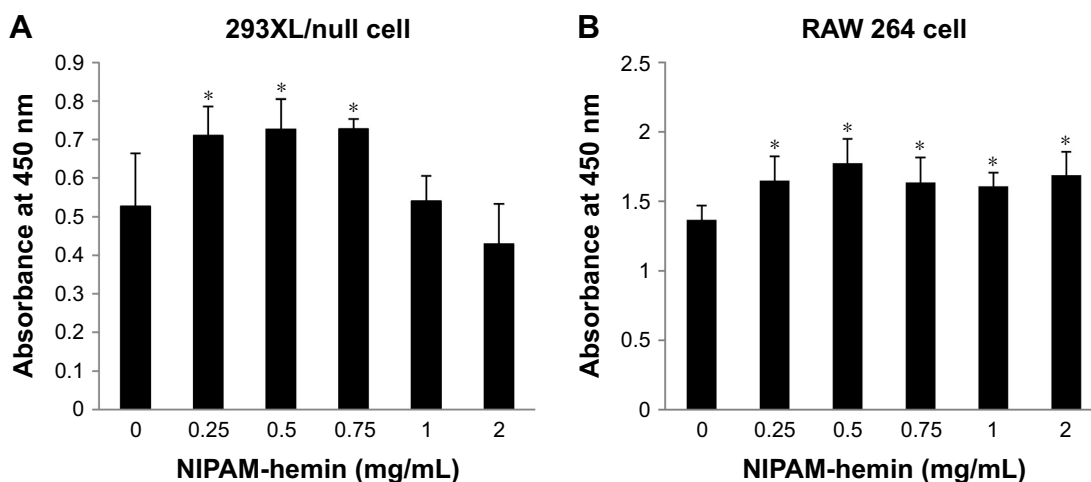 A
293XL/null cell
Absorbance at 450 nm
0.9
0.8
0.7
0.6
0.5
0.4
0.3
0.2
0.1
0
* * *
0 0.25 0.5 0.75 1 2
NIPAM-hemin (mg/mL)
B
RAW 264 cell
Absorbance at 450 nm
2.5
2
1.5
1
0.5
0
* * * * *
0 0.25 0.5 0.75 1 2
NIPAM-hemin (mg/mL)